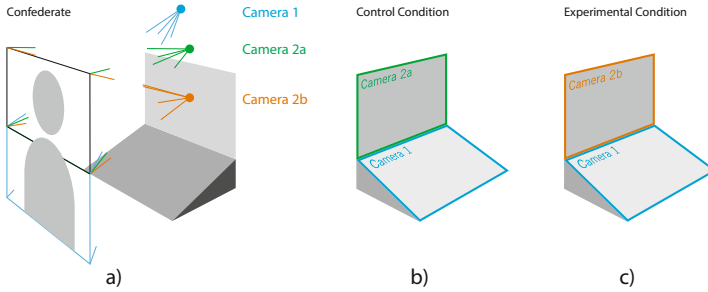 Confederate
Camera 1
Camera 2a
Camera 2b
a)
Control Condition
Camera 2a
Camera 1
b)
Experimental Condition
Camera 2b
Camera 1
c)